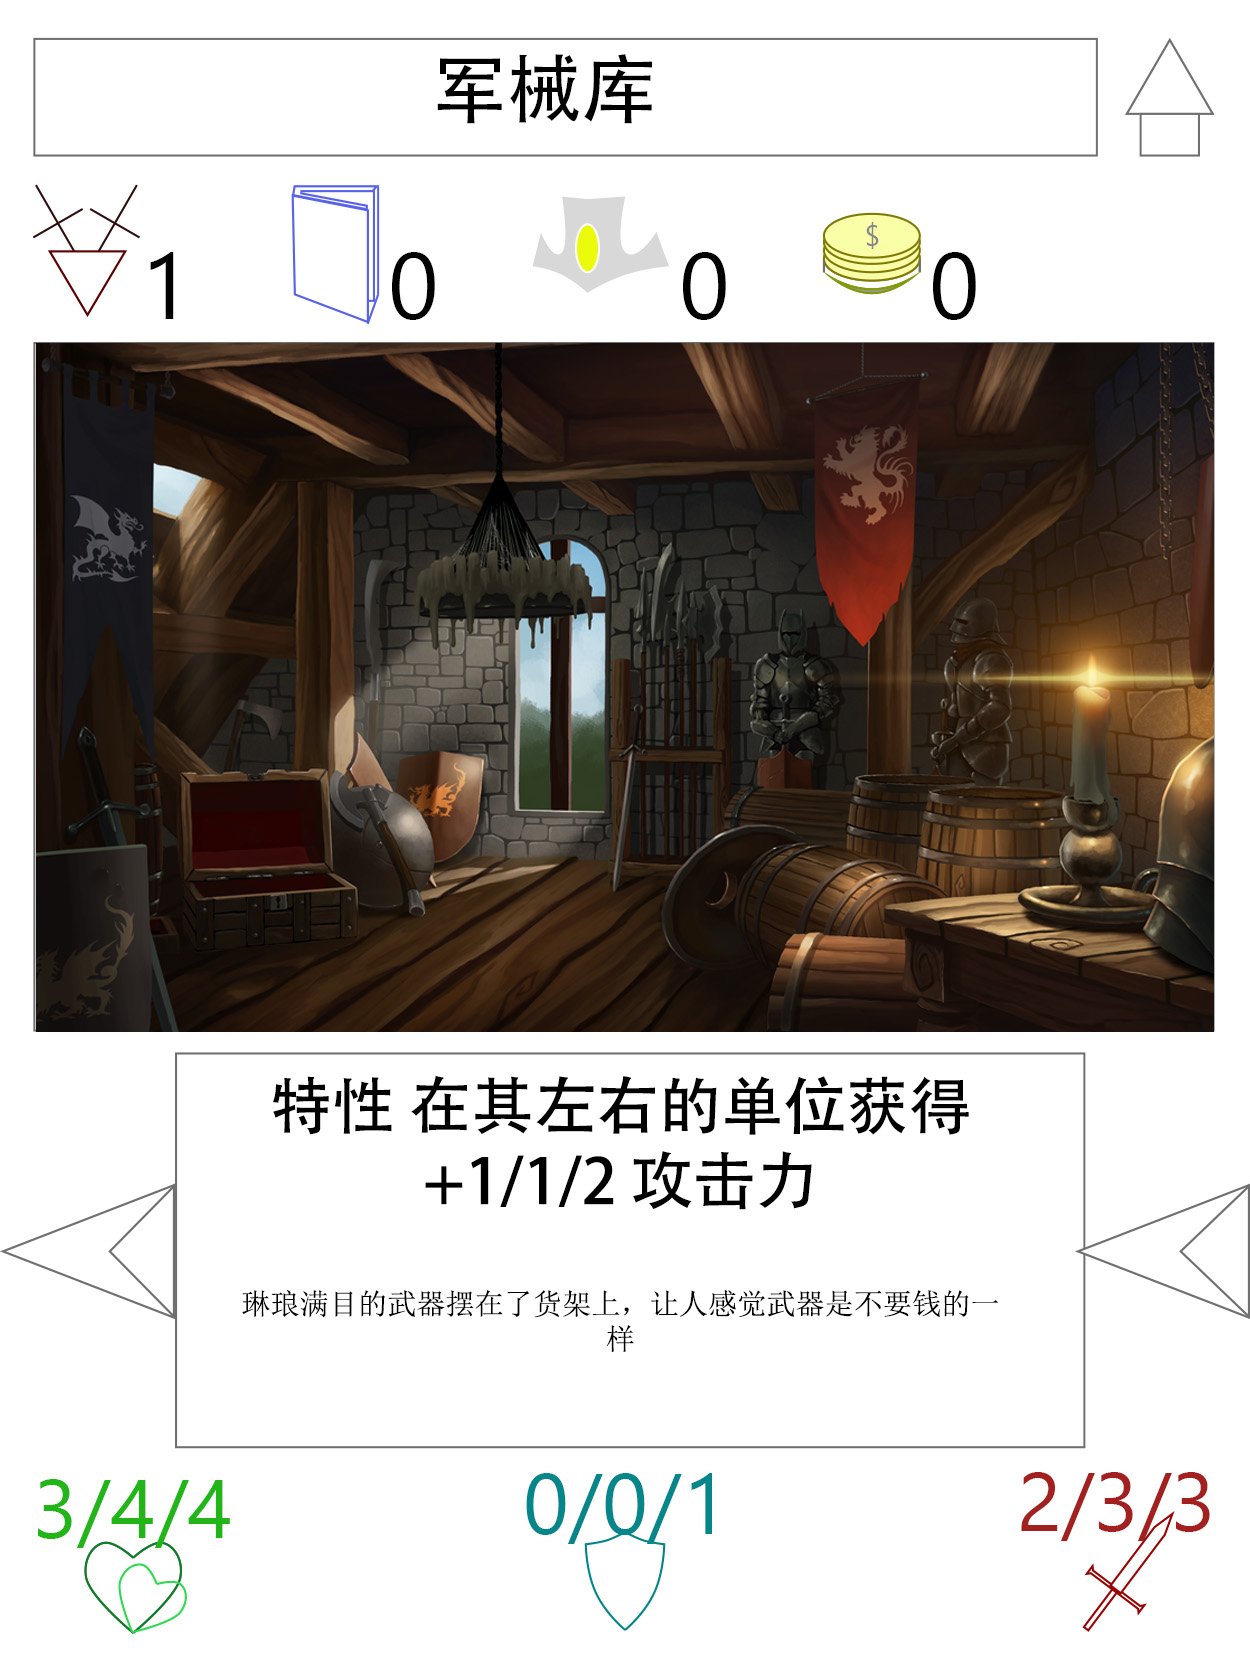 军械库
1 0 0 $ 0
特性 在其左右的单位获得
+1/1/2 攻击力
琳琅满目的武器摆在了货架上，让人感觉武器是不要钱的一
样
3/4/4 0/0/1 2/3/3